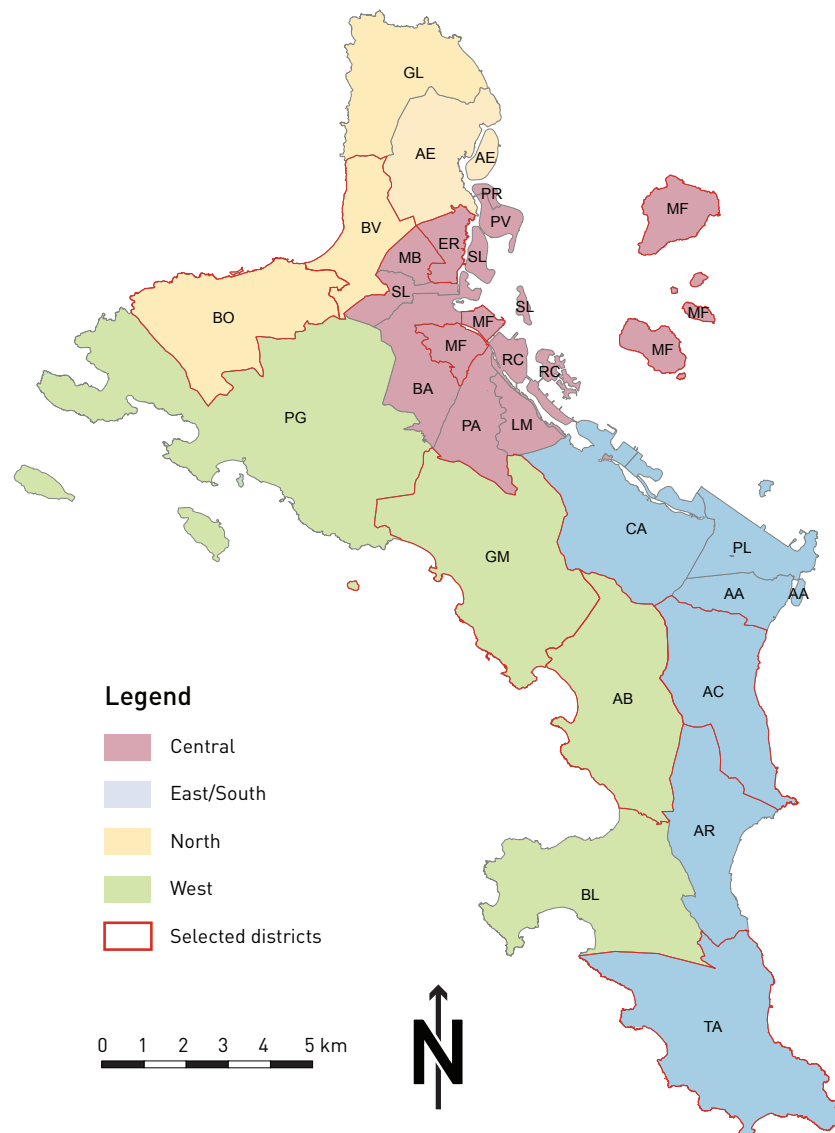 GL
AE
AE
PR
PV
BV
ER
MB
SL
SL
SL
MF
BO
MF
MF
MF
MF
RC
RC
BA
PG
PA
LM
CA
PL
GM
AA
AA
AB
AC
AR
BL
TA
Legend
Central
East/South
North
West
Selected districts
0 1 2 3 4 5 km
N